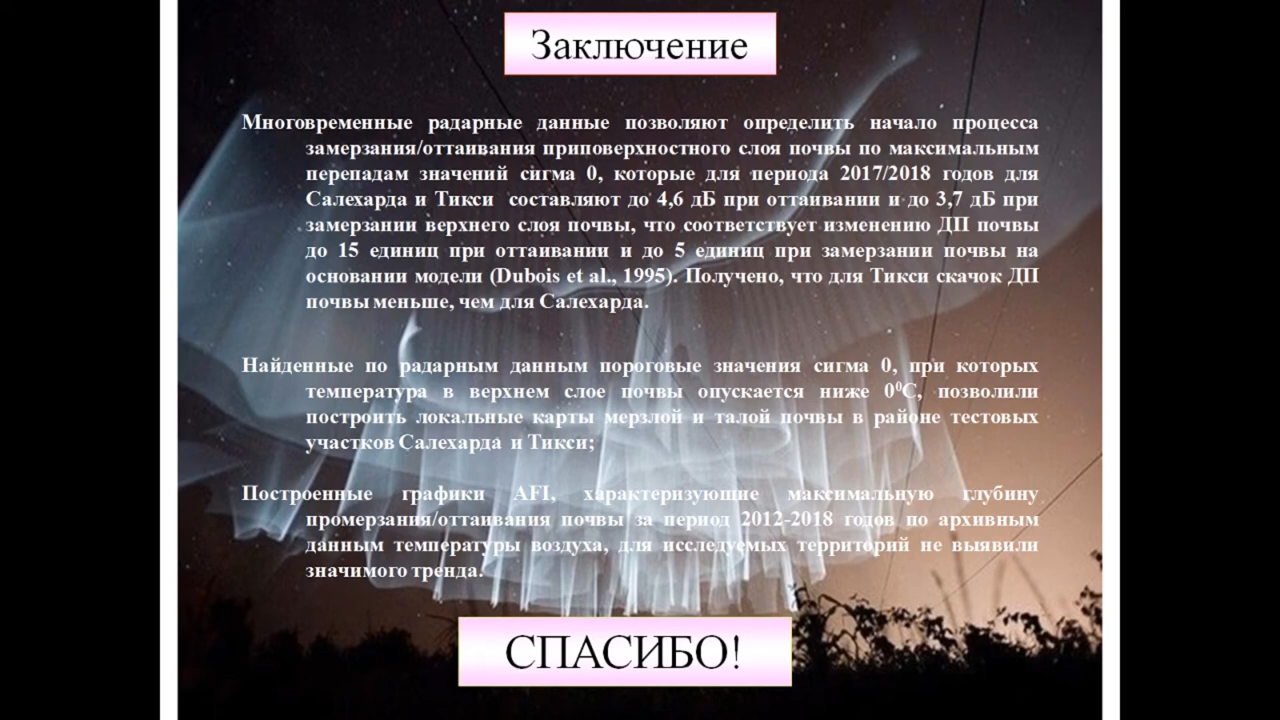 Заключение
Многовременные радарные данные позволяют определить начало процесса
замерзания/оттаивания приповерхностного слоя почвы по максимальным
перепадам значений сигма 0, которые для периода 2017/2018 годов для
Салехарда и Тикси составляют до 4,6 дБ при оттаивании и до 3,7 дБ при
замерзании верхнего слоя почвы, что соответствует изменению ДП почвы
до 15 единиц при оттаивании и до 5 единиц при замерзании почвы на
основании модели (Dubois et al., 1995). Получено, что для Тикси скачок ДП
почвы меньше, чем для Салехарда.
Найденные по радарным данным пороговые значения сигма 0, при которых
температура в верхнем слое почвы опускается ниже 0⁰С, позволили
построить локальные карты мерзлой и талой почвы в районе тестовых
участков Салехарда и Тикси;
Построенные графики AFI, характеризующие максимальную глубину
промерзания/оттаивания почвы за период 2012-2018 годов по архивным
данным температуры воздуха, для исследуемых территорий не выявили
значимого тренда.
СПАСИБО!